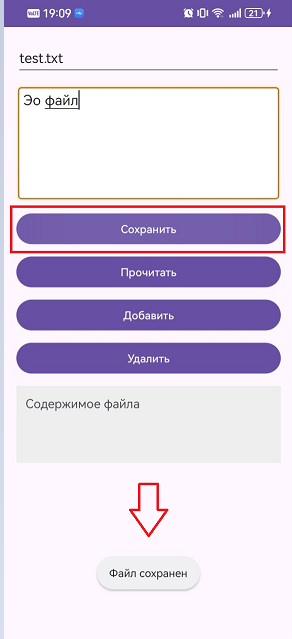 19:09 21
test.txt
Эо файл
Сохранить
Прочитать
Добавить
Удалить
Содержимое файла
Файл сохранен